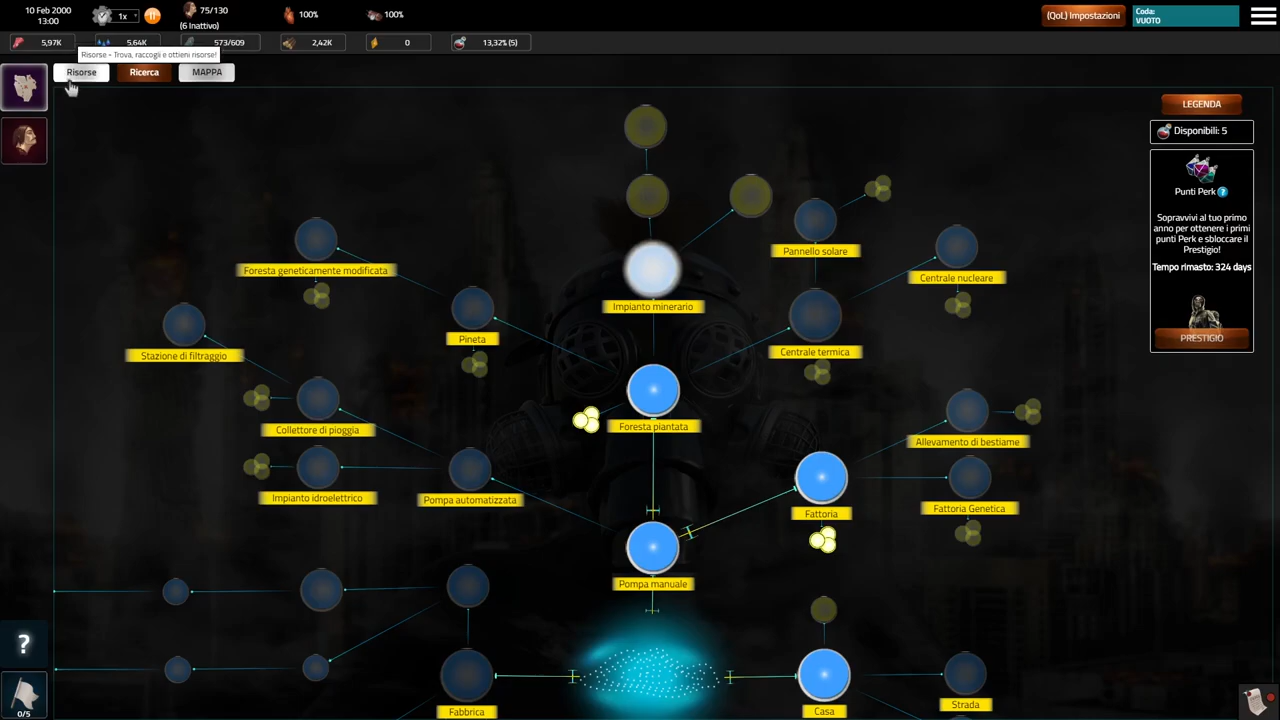 10 Feb 2000
13:00
1x
75/130
(6 Inattivo)
100%
100%
(QoL) Impostazioni
Coda:
VUOTO
5,97K
5,64K
573/609
2,42K
0
13,32% (5)
Risorse - Trova, raccogli e ottieni risorse!
Risorse
Ricerca
MAPPA
LEGENDA
Disponibili: 5
Punti Perk ?
Sopravvivi al tuo primo
anno per ottenere i primi
punti Perk e sbloccare il
Prestigio!
Tempo rimasto: 324 days
PRESTIGIO
Pannello solare
Foresta geneticamente modificata
Centrale nucleare
Impianto minerario
Pineta
Stazione di filtraggio
Centrale termica
Foresta piantata
Collettore di pioggia
Allevamento di bestiame
Impianto idroelettrico
Pompa automatizzata
Fattoria
Fattoria Genetica
Pompa manuale
Fabbrica
Casa
Strada
?
0/5